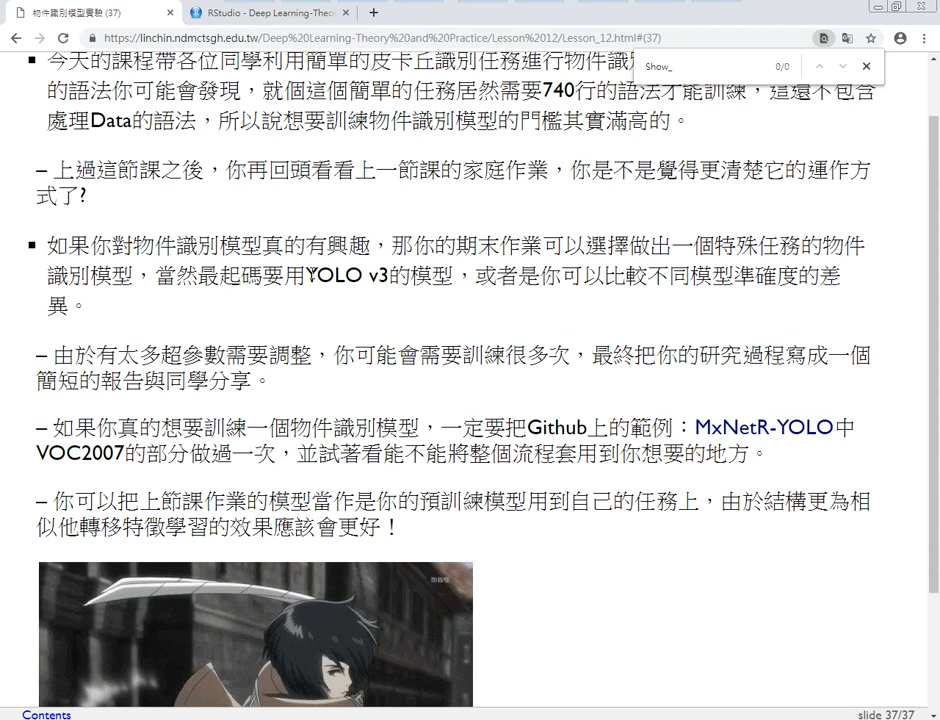 物件識別模型實驗 (37)
RStudio - Deep Learning-Theo
https://linchin.ndmctsgh.edu.tw/Deep%20Learning-Theory%20and%20Practice/Lesson%2012/Lesson_12.html#(37)
Show_
0/0
今天的課程帶各位同學利用簡單的皮卡丘識別任務進行物件識別
的語法你可能會發現，就個這個簡單的任務居然需要740行的語法才能訓練，這還不包含
處理Data的語法，所以說想要訓練物件識別模型的門檻其實滿高的。
– 上過這節課之後，你再回頭看看上一節課的家庭作業，你是不是覺得更清楚它的運作方
式了?
如果你對物件識別模型真的有興趣，那你的期末作業可以選擇做出一個特殊任務的物件
識別模型，當然最起碼要用YOLO v3的模型，或者是你可以比較不同模型準確度的差
異。
– 由於有太多超參數需要調整，你可能會需要訓練很多次，最終把你的研究過程寫成一個
簡短的報告與同學分享。
– 如果你真的想要訓練一個物件識別模型，一定要把Github上的範例：MxNetR-YOLO中
VOC2007的部分做過一次，並試著看能不能將整個流程套用到你想要的地方。
– 你可以把上節課作業的模型當作是你的預訓練模型用到自己的任務上，由於結構更為相
似他轉移特徵學習的效果應該會更好！
Contents
slide 37/37